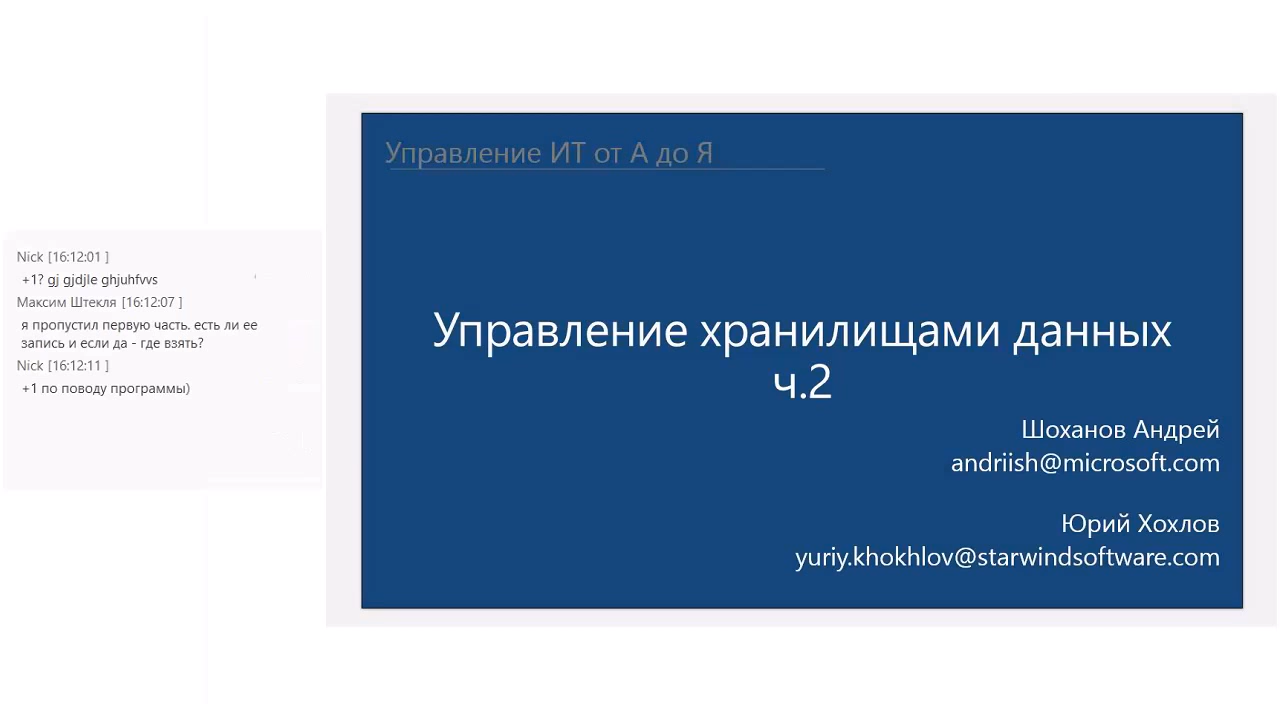 Nick [16:12:01 ]
+1? gj gjdjle ghjuhfvvs
Максим Штекля [16:12:07 ]
я пропустил первую часть. есть ли ее
запись и если да - где взять?
Nick [16:12:11 ]
+1 по поводу программы)
Управление ИТ от А до Я
Управление хранилищами данных
ч.2
Шоханов Андрей
andriish@microsoft.com
Юрий Хохлов
yuriy.khokhlov@starwindsoftware.com